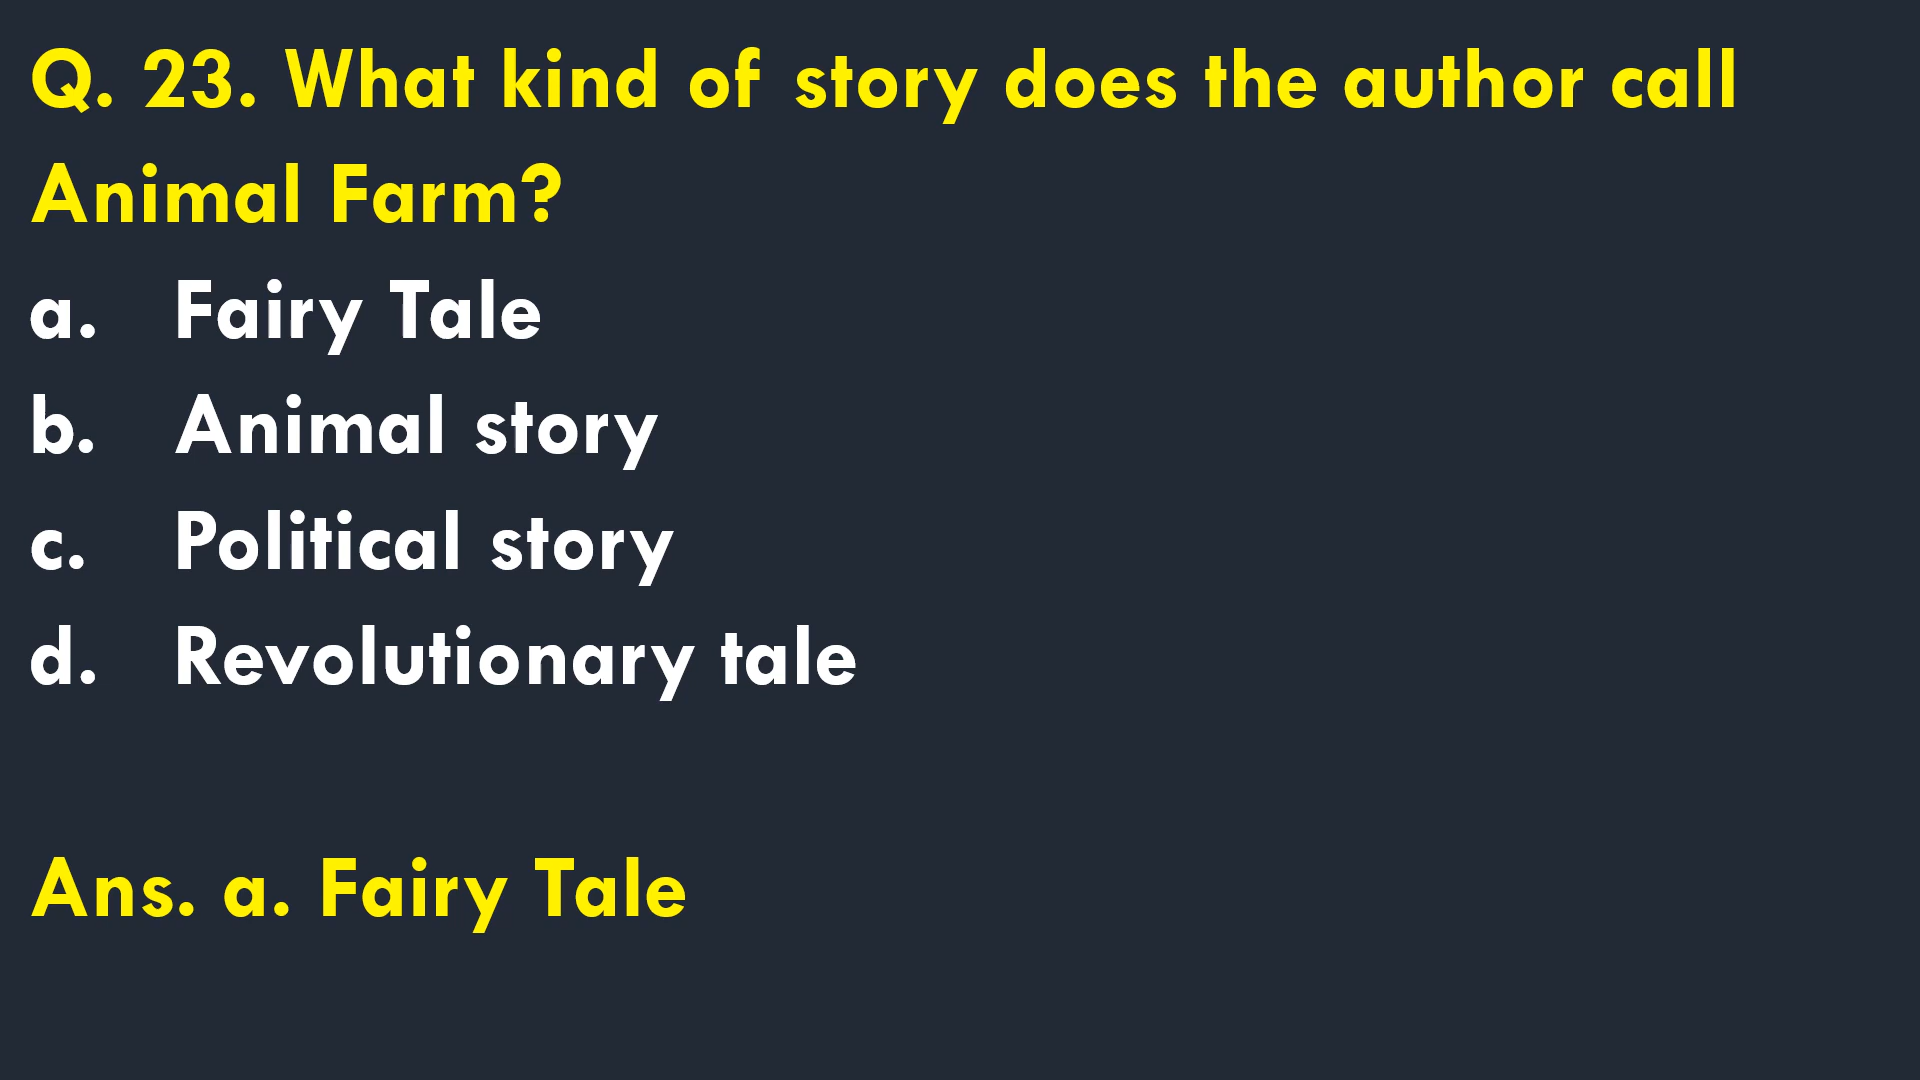 Q. 23. What kind of story does the author call
Animal Farm?
a. Fairy Tale
b. Animal story
c. Political story
d. Revolutionary tale
Ans. a. Fairy Tale